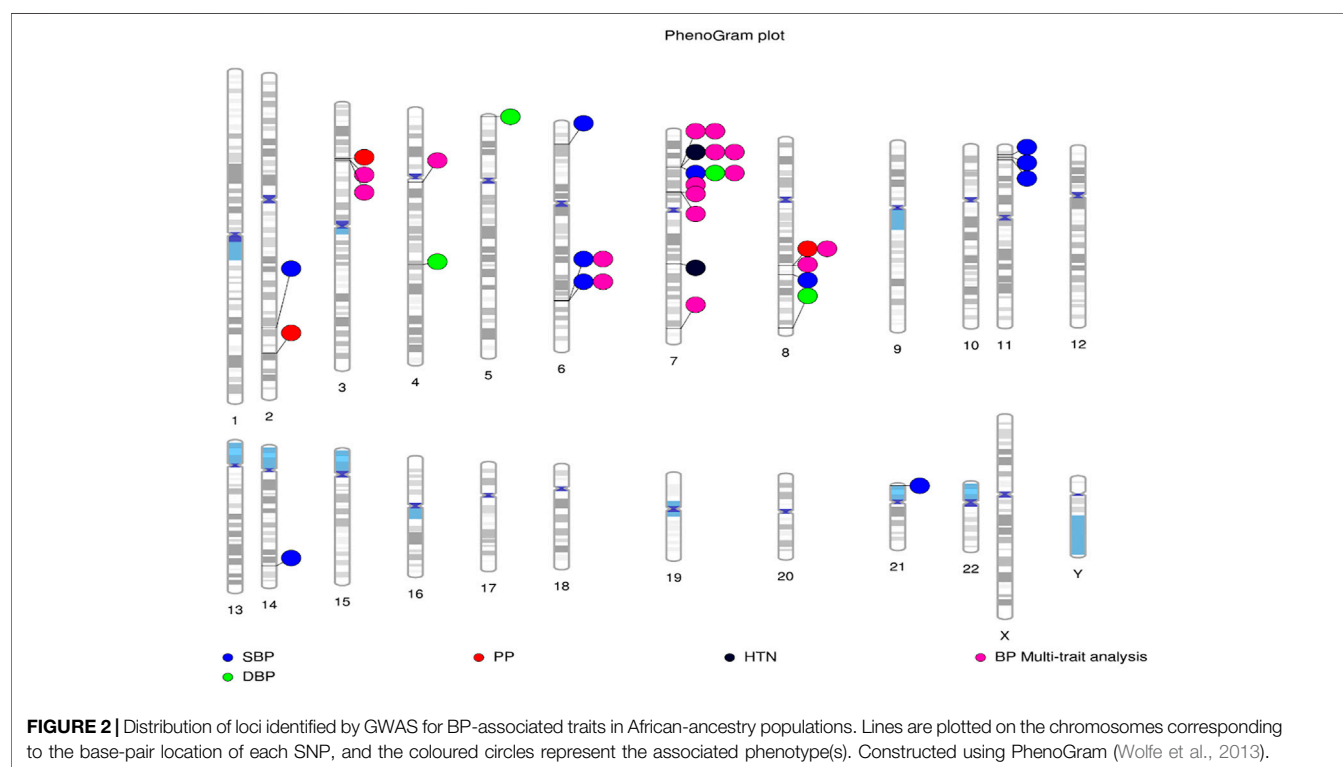 PhenoGram plot
1
2
3
4
5
6
7
8
9
10
11
12
13
14
15
16
17
18
19
20
21
22
X
Y
SBP
PP
HTN
BP Multi-trait analysis
DBP
FIGURE 2 | Distribution of loci identified by GWAS for BP-associated traits in African-ancestry populations. Lines are plotted on the chromosomes corresponding
to the base-pair location of each SNP, and the coloured circles represent the associated phenotype(s). Constructed using PhenoGram (Wolfe et al., 2013).